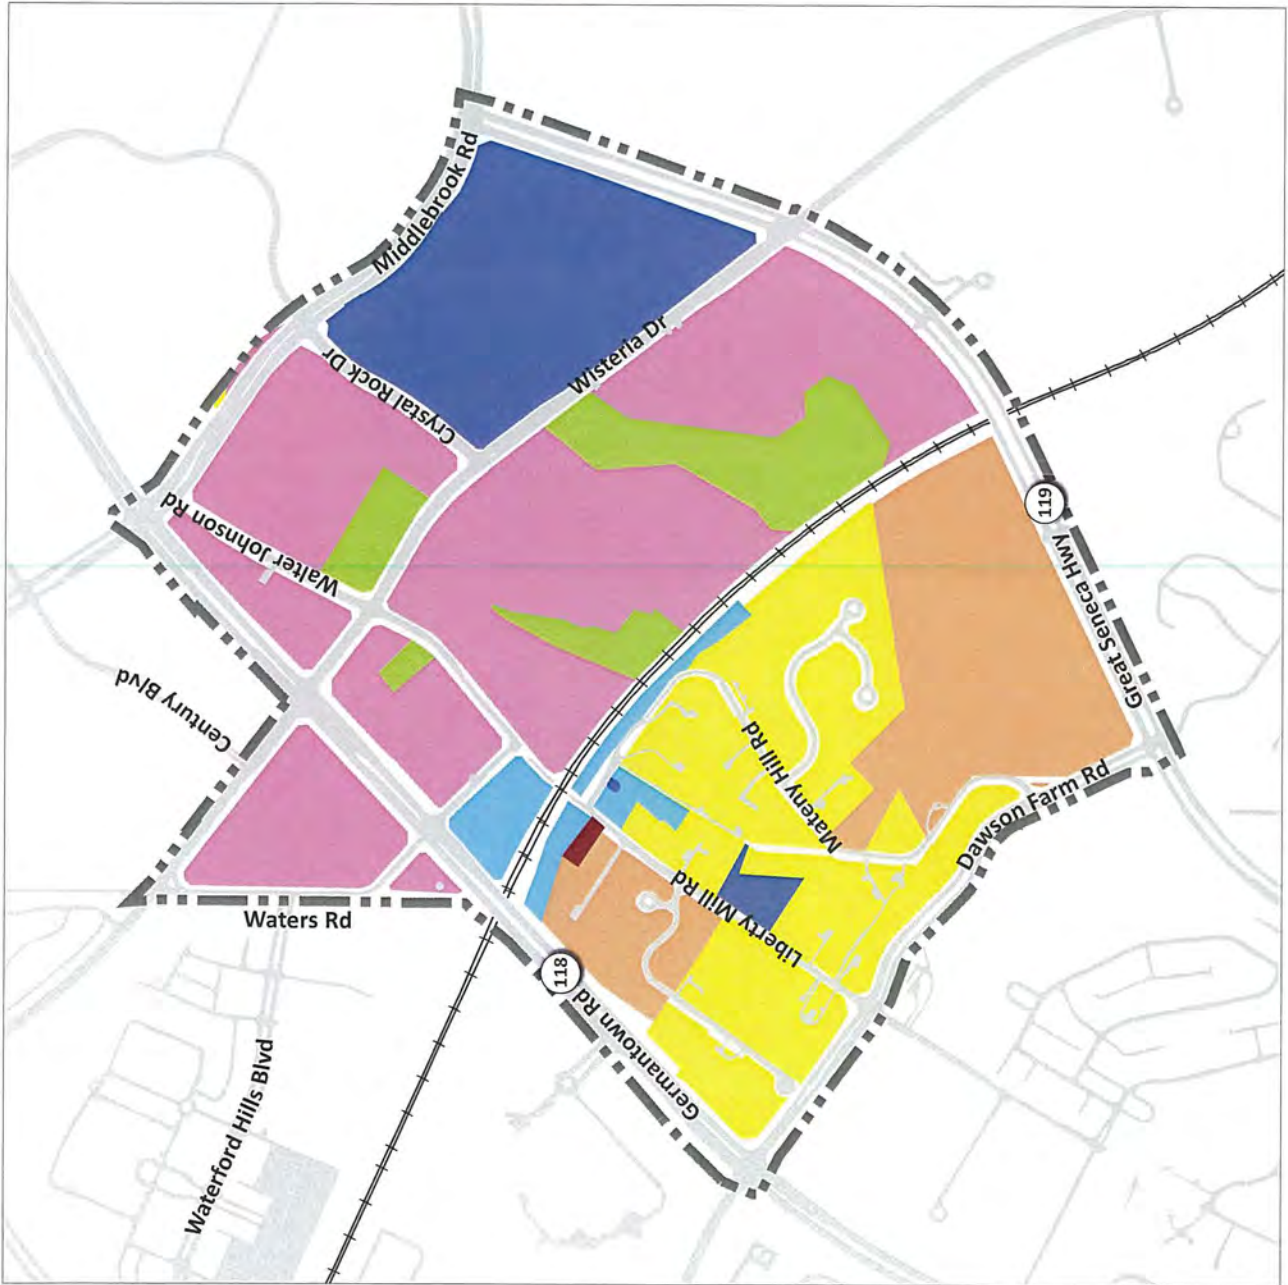 Middlebrook Rd
Crystal Rock Dr
Wisteria Dr
Walter Johnson Rd
119
Great Seneca Hwy
Century Blvd
Mateny Hill Rd
Dawson Farm Rd
Liberty Mill Rd
Waters Rd
118
Germantown Rd
Waterford Hills Blvd